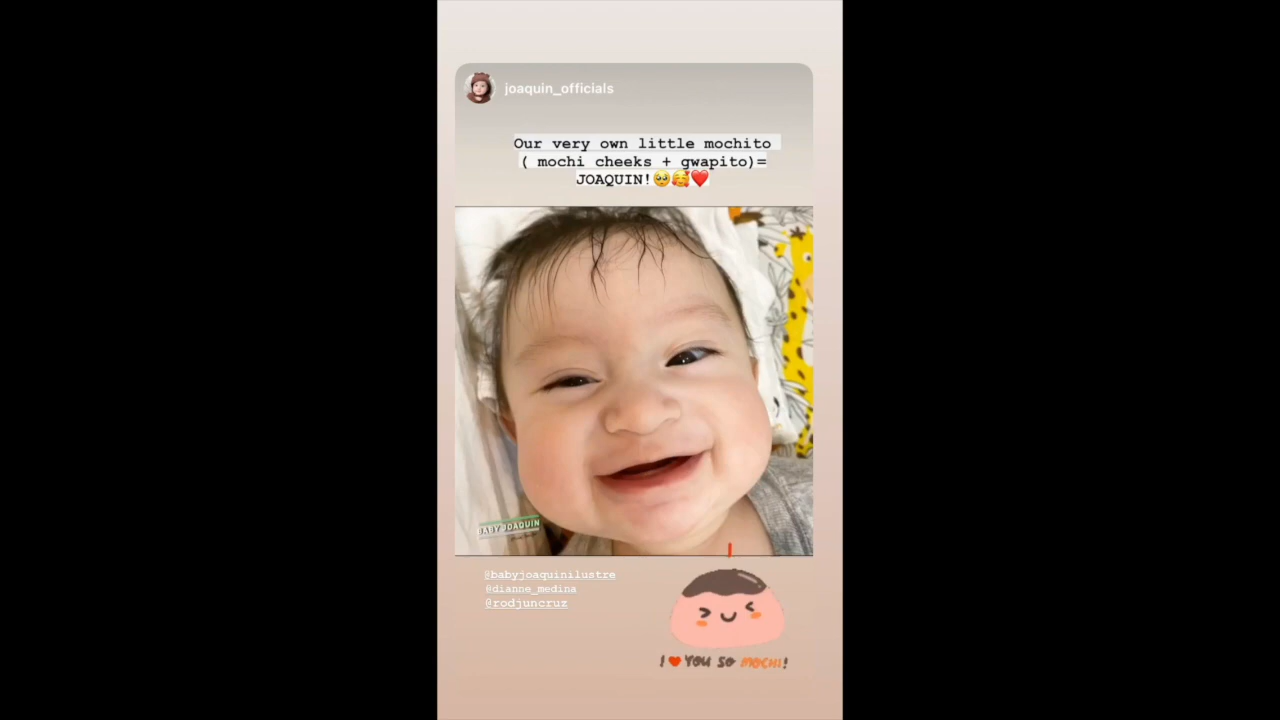 joaquin_officials
Our very own little mochito
( mochi cheeks + gwapito)=
JOAQUIN!🥺🥰❤️
BABY JOAQUIN
@babyjoaquinilustre
@dianne_medina
@rodjuncruz
I ❤️ YOU SO MOCHI!